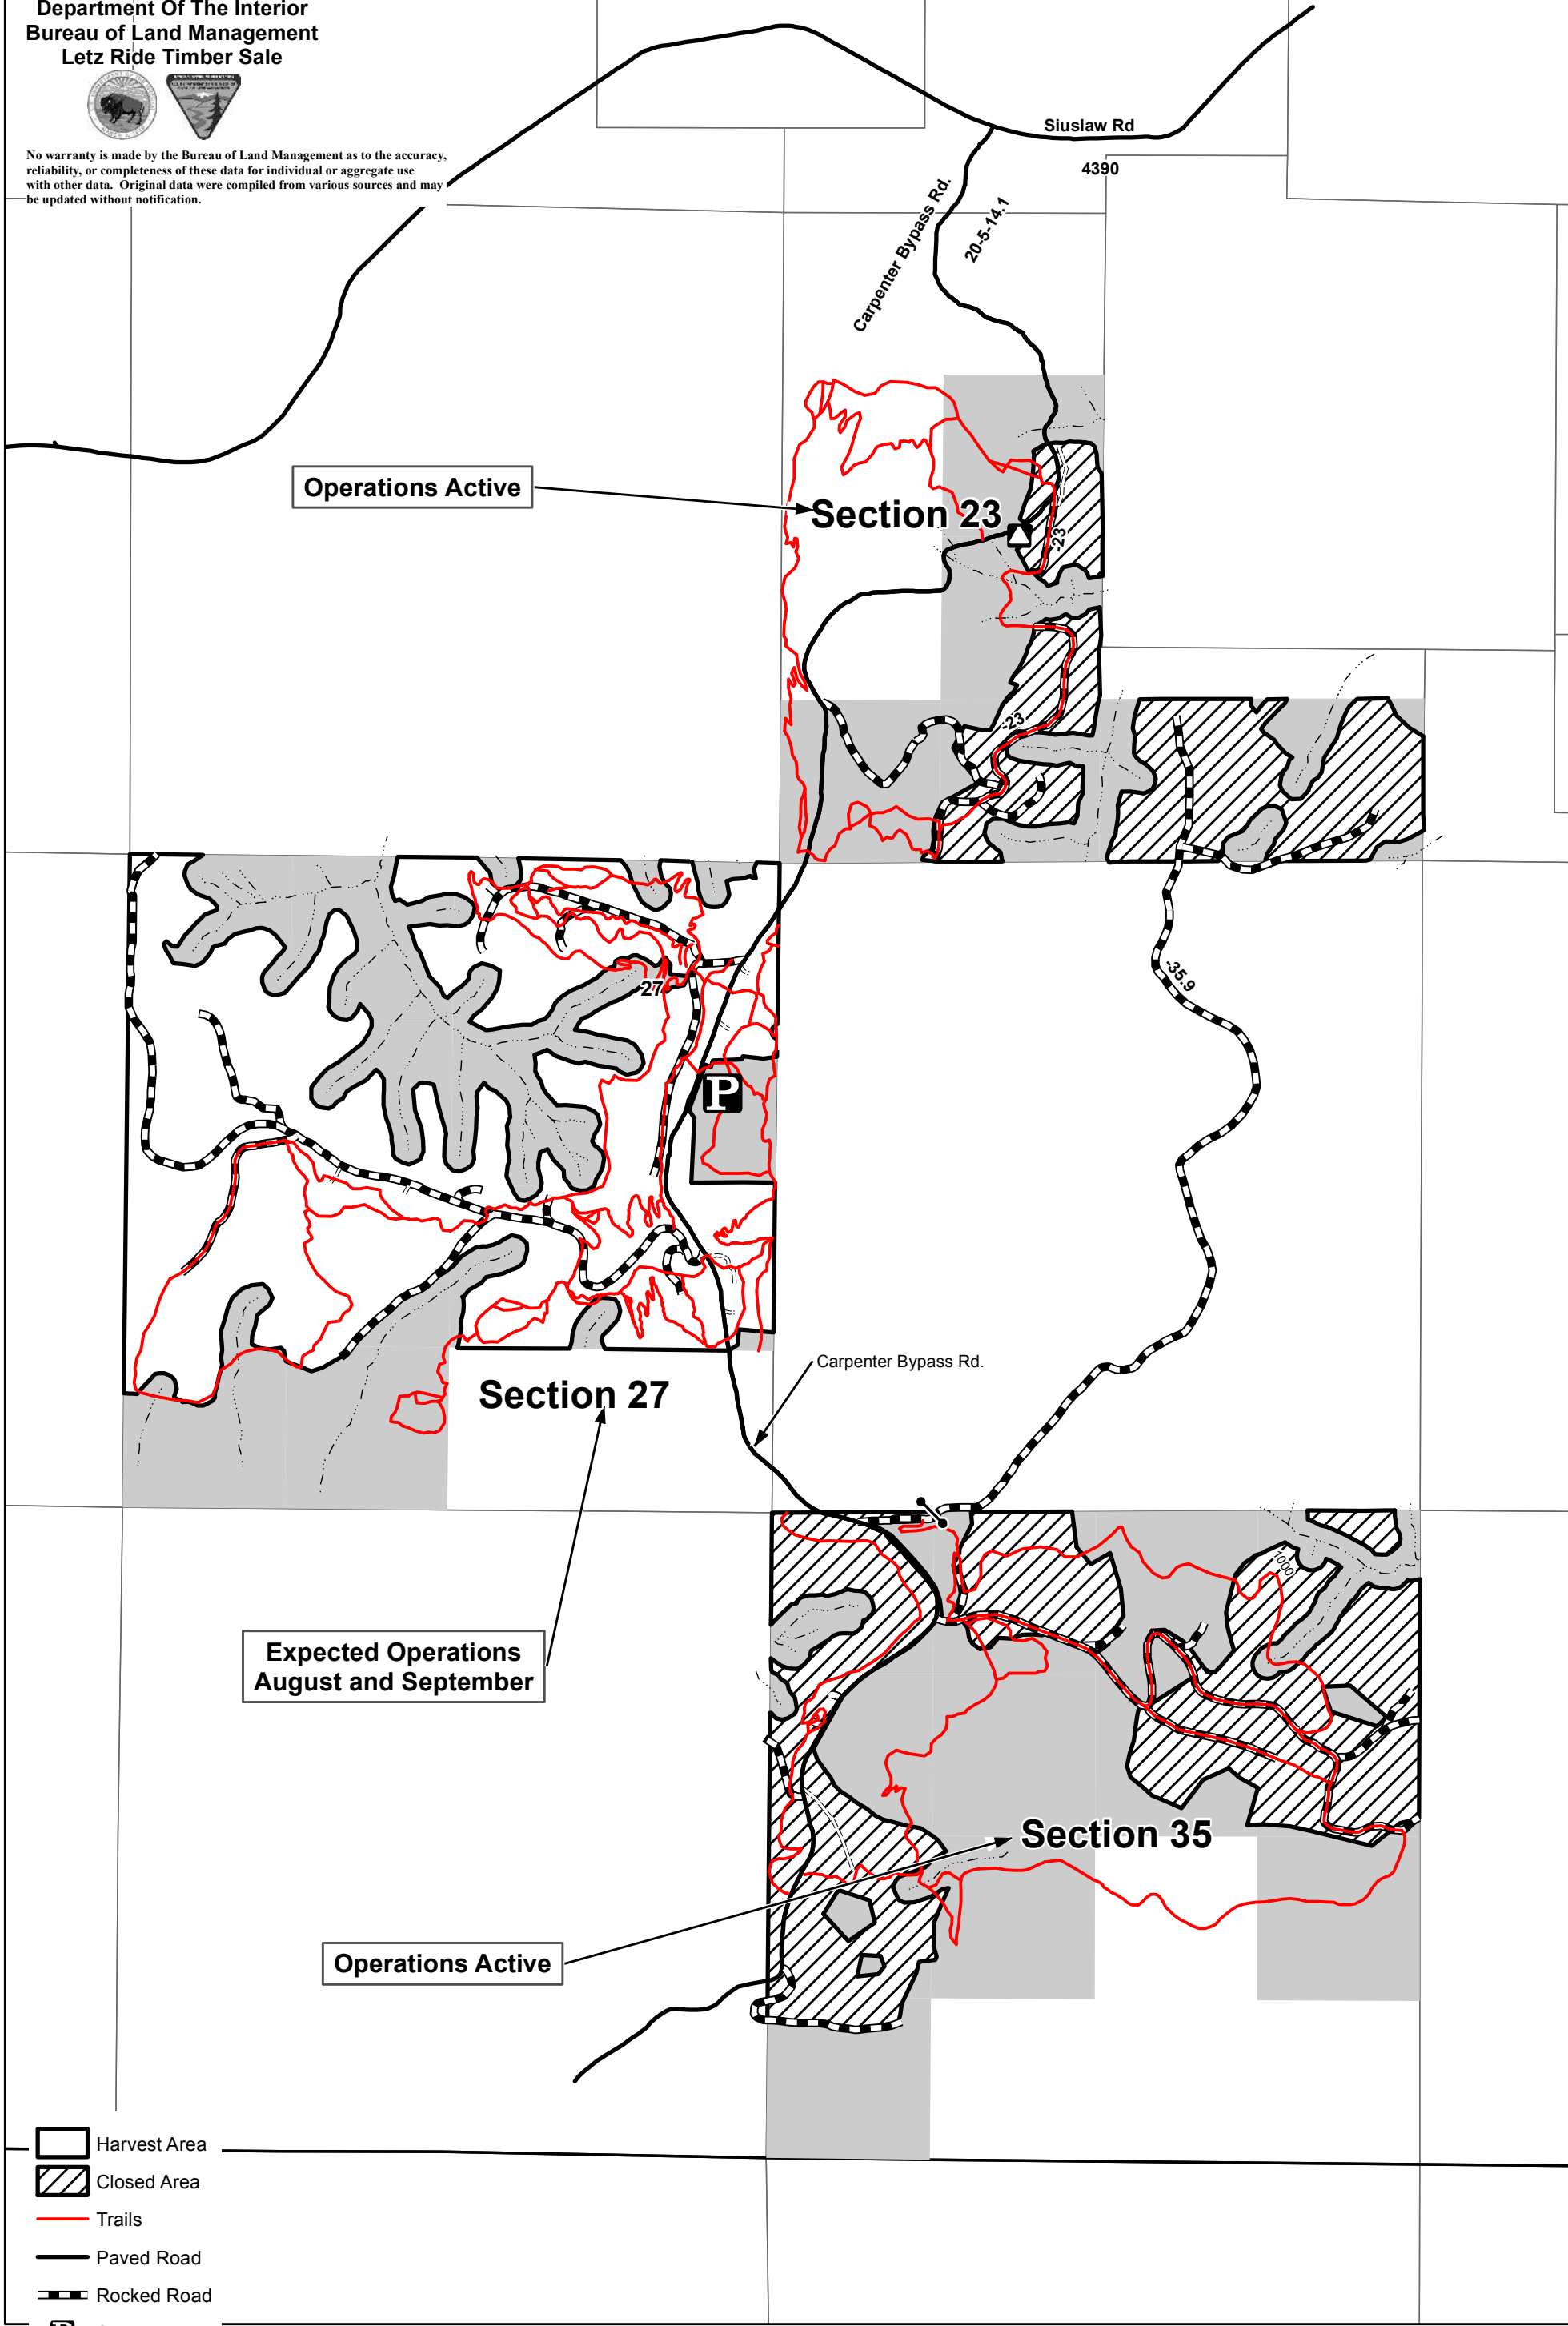 Department Of The Interior
Bureau of Land Management
Letz Ride Timber Sale
No warranty is made by the Bureau of Land Management as to the accuracy,
reliability, or completeness of these data for individual or aggregate use
with other data. Original data were compiled from various sources and may
be updated without notification.
Siuslaw Rd
4390
Carpenter Bypass Rd.
20-5-14.1
Operations Active
Section 23
-23
-23
-35.9
-27
P
Carpenter Bypass Rd.
Section 27
1000
Expected Operations
August and September
Section 35
Operations Active
Harvest Area
Closed Area
Trails
Paved Road
Rocked Road